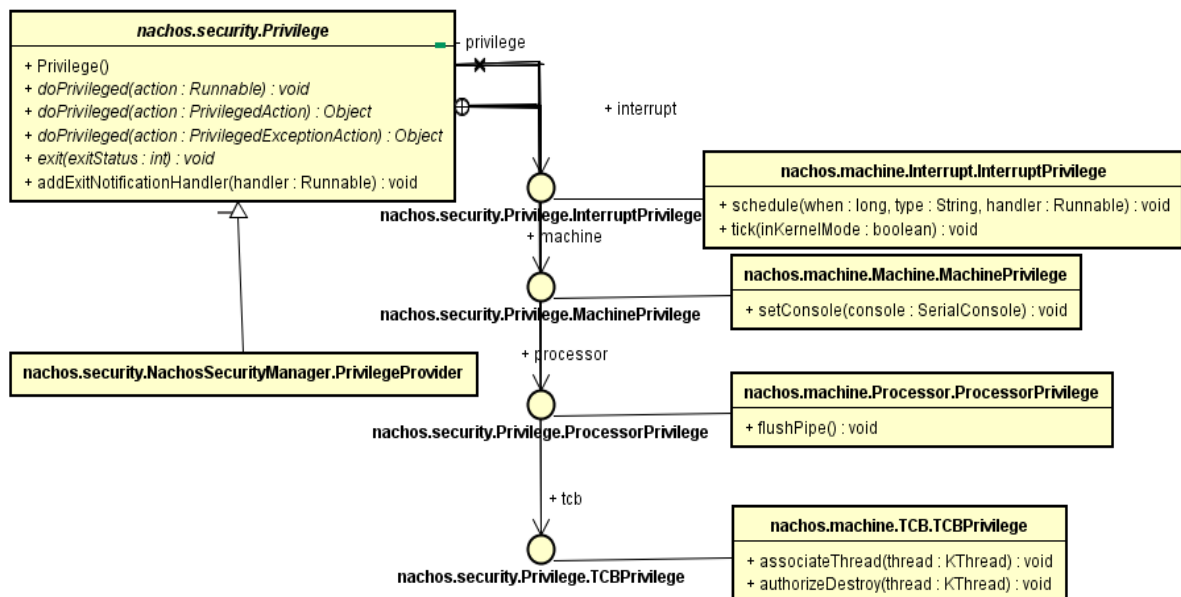 nachos.security.Privilege
- privilege
+ Privilege()
+ doPrivileged(action : Runnable) : void
+ doPrivileged(action : PrivilegedAction) : Object
+ doPrivileged(action : PrivilegedExceptionAction) : Object
+ exit(exitStatus : int) : void
+ addExitNotificationHandler(handler : Runnable) : void
+ interrupt
nachos.machine.Interrupt.InterruptPrivilege
+ schedule(when : long, type : String, handler : Runnable) : void
+ tick(inKernelMode : boolean) : void
nachos.security.Privilege.InterruptPrivilege
+ machine
nachos.machine.Machine.MachinePrivilege
+ setConsole(console : SerialConsole) : void
nachos.security.Privilege.MachinePrivilege
+ processor
nachos.security.NachosSecurityManager.PrivilegeProvider
nachos.machine.Processor.ProcessorPrivilege
+ flushPipe() : void
nachos.security.Privilege.ProcessorPrivilege
+ tcb
nachos.machine.TCB.TCBPrivilege
+ associateThread(thread : KThread) : void
+ authorizeDestroy(thread : KThread) : void
nachos.security.Privilege.TCBPrivilege